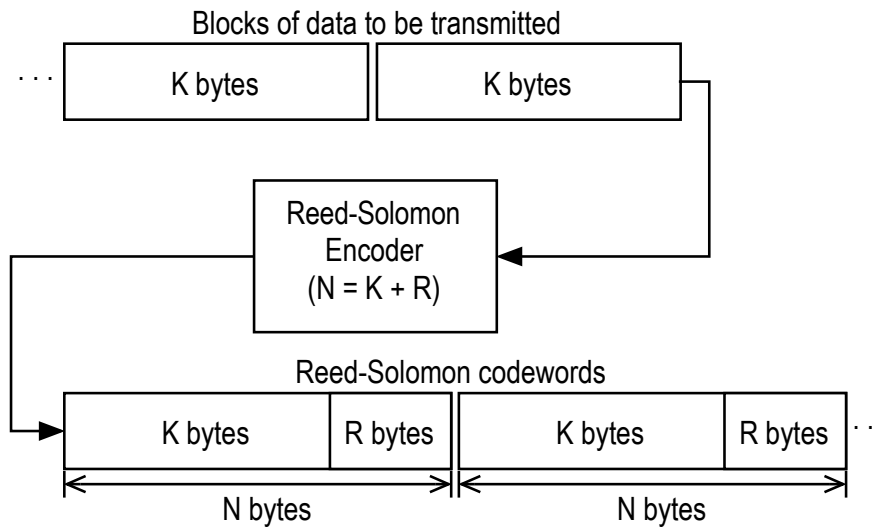 Blocks of data to be transmitted
. . . K bytes K bytes
Reed-Solomon
Encoder
(N = K + R)
Reed-Solomon codewords
K bytes R bytes K bytes R bytes . .
N bytes N bytes